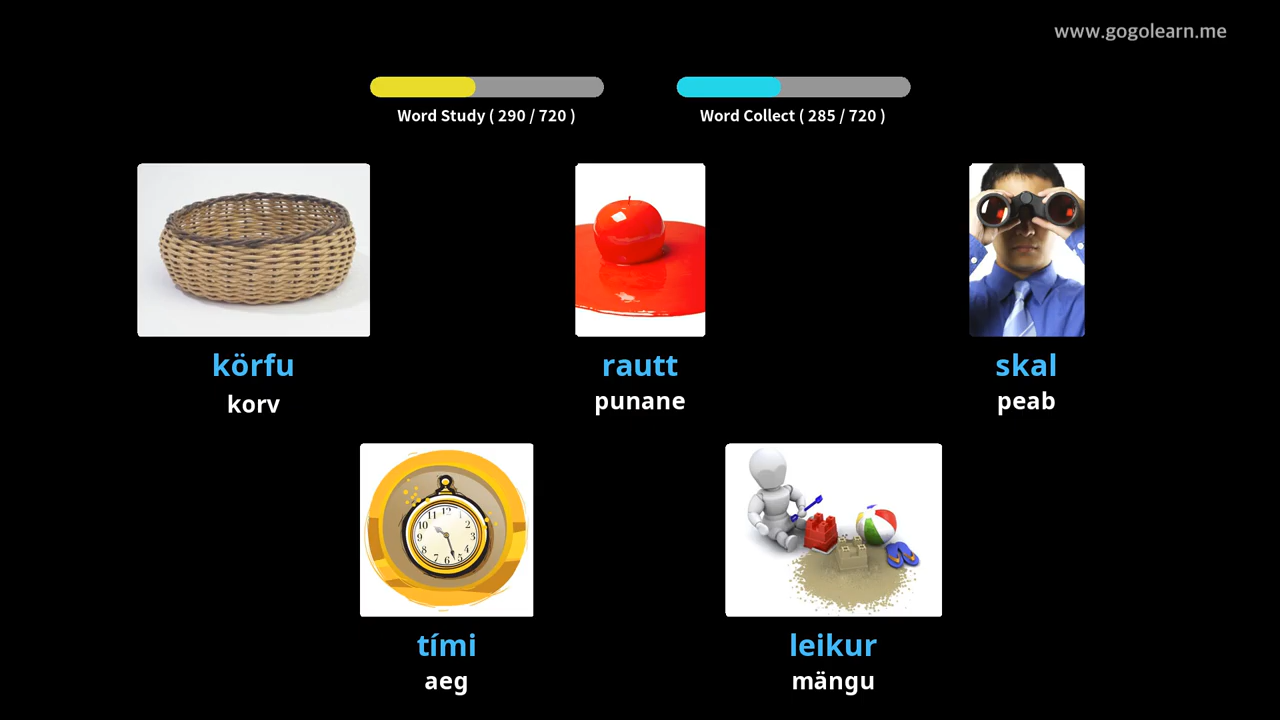 www.gogolearn.me
Word Study ( 290 / 720 )
Word Collect ( 285 / 720 )
körfu
korv
rautt
punane
skal
peab
tími
aeg
leikur
mängu